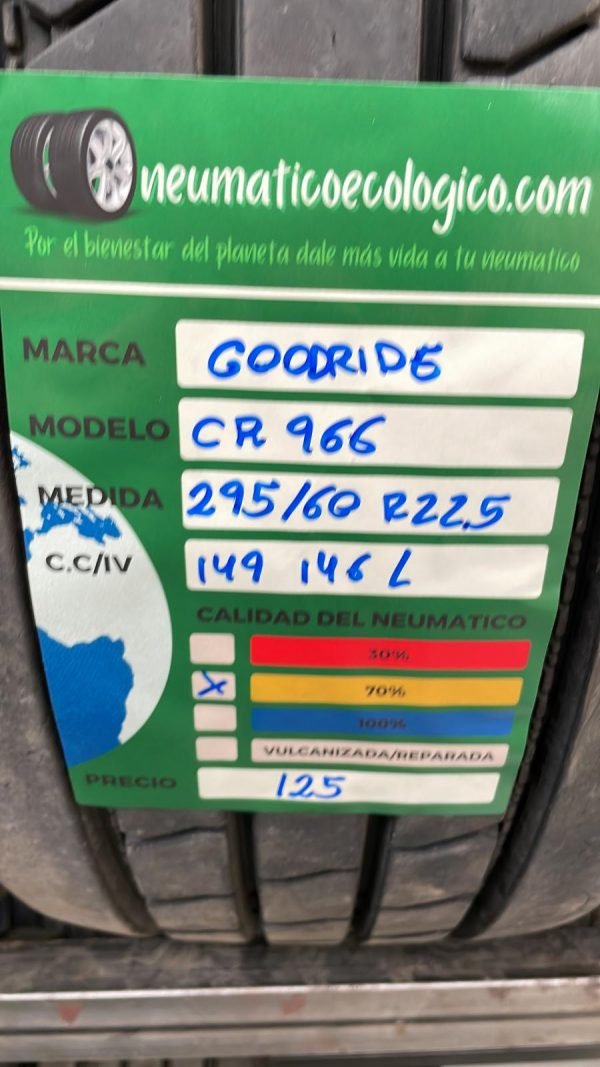 neumaticoecologico.com
Por el bienestar del planeta dale más vida a tu neumatico
MARCA GOODRIDE
MODELO CR 966
MEDIDA 295/60 R22.5
C.C/IV 149 146 L
CALIDAD DEL NEUMATICO
30%
X 70%
100%
VULCANIZADA/REPARADA
PRECIO 125